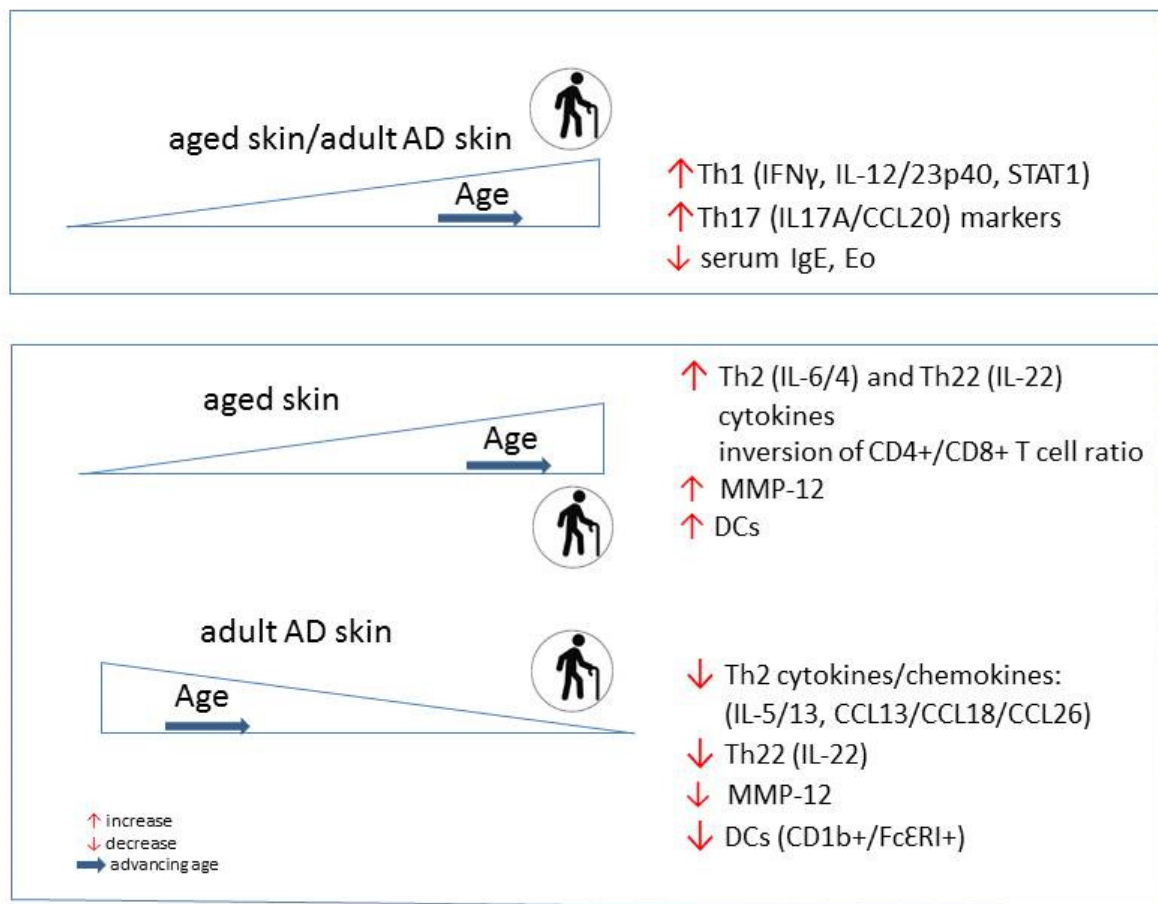 aged skin/adult AD skin
Age
↑ Th1 (IFNγ, IL-12/23p40, STAT1)
↑ Th17 (IL17A/CCL20) markers
↓ serum IgE, Eo
aged skin
Age
↑ Th2 (IL-6/4) and Th22 (IL-22)
cytokines
inversion of CD4+/CD8+ T cell ratio
↑ MMP-12
↑ DCs
adult AD skin
Age
↓ Th2 cytokines/chemokines:
(IL-5/13, CCL13/CCL18/CCL26)
↓ Th22 (IL-22)
↓ MMP-12
↓ DCs (CD1b+/FcƐRI+)
↑ increase
↓ decrease
advancing age